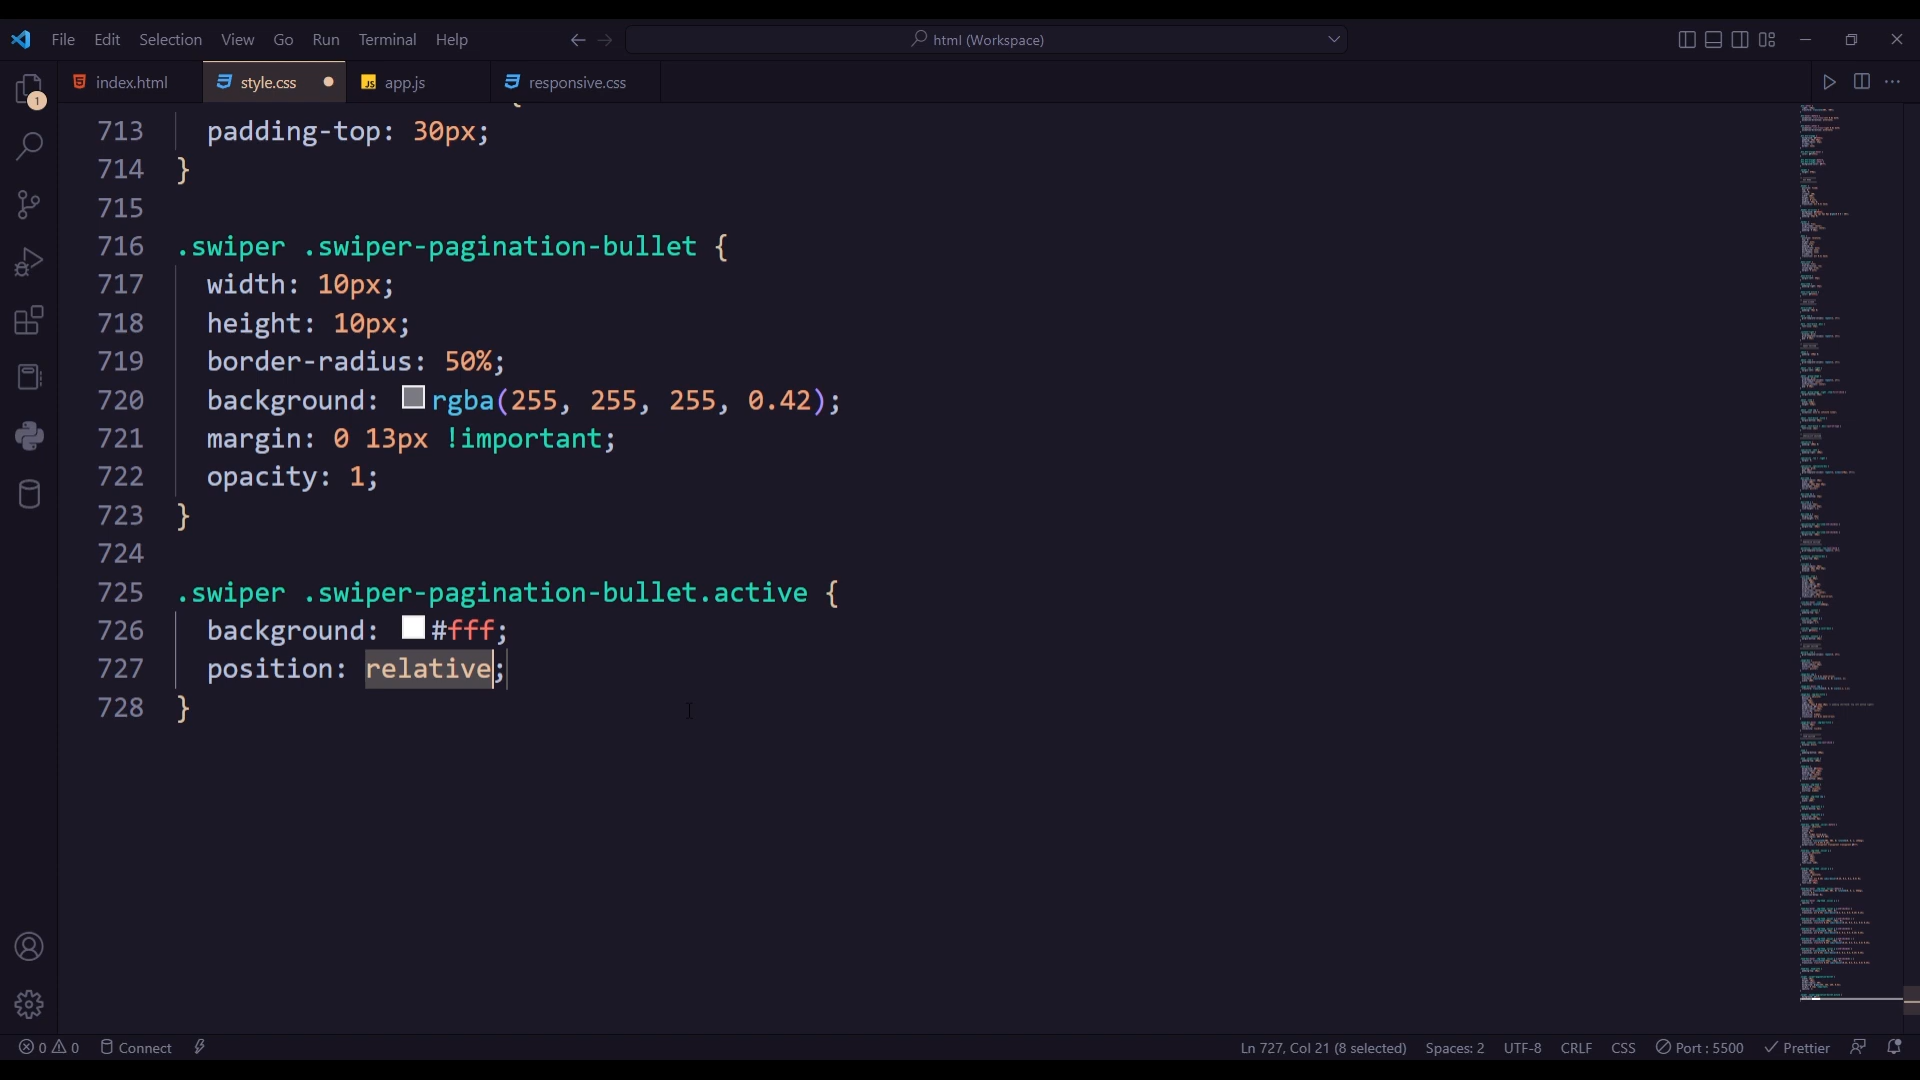 File Edit Selection View Go Run Terminal Help
html (Workspace)
index.html style.css app.js responsive.css
1
713 padding-top: 30px;
714 }
715
716 .swiper .swiper-pagination-bullet {
717 width: 10px;
718 height: 10px;
719 border-radius: 50%;
720 background: rgba(255, 255, 255, 0.42);
721 margin: 0 13px !important;
722 opacity: 1;
723 }
724
725 .swiper .swiper-pagination-bullet.active {
726 background: #fff;
727 position: relative;
728 }
0 0 Connect Ln 727, Col 21 (8 selected) Spaces: 2 UTF-8 CRLF CSS Port : 5500 Prettier